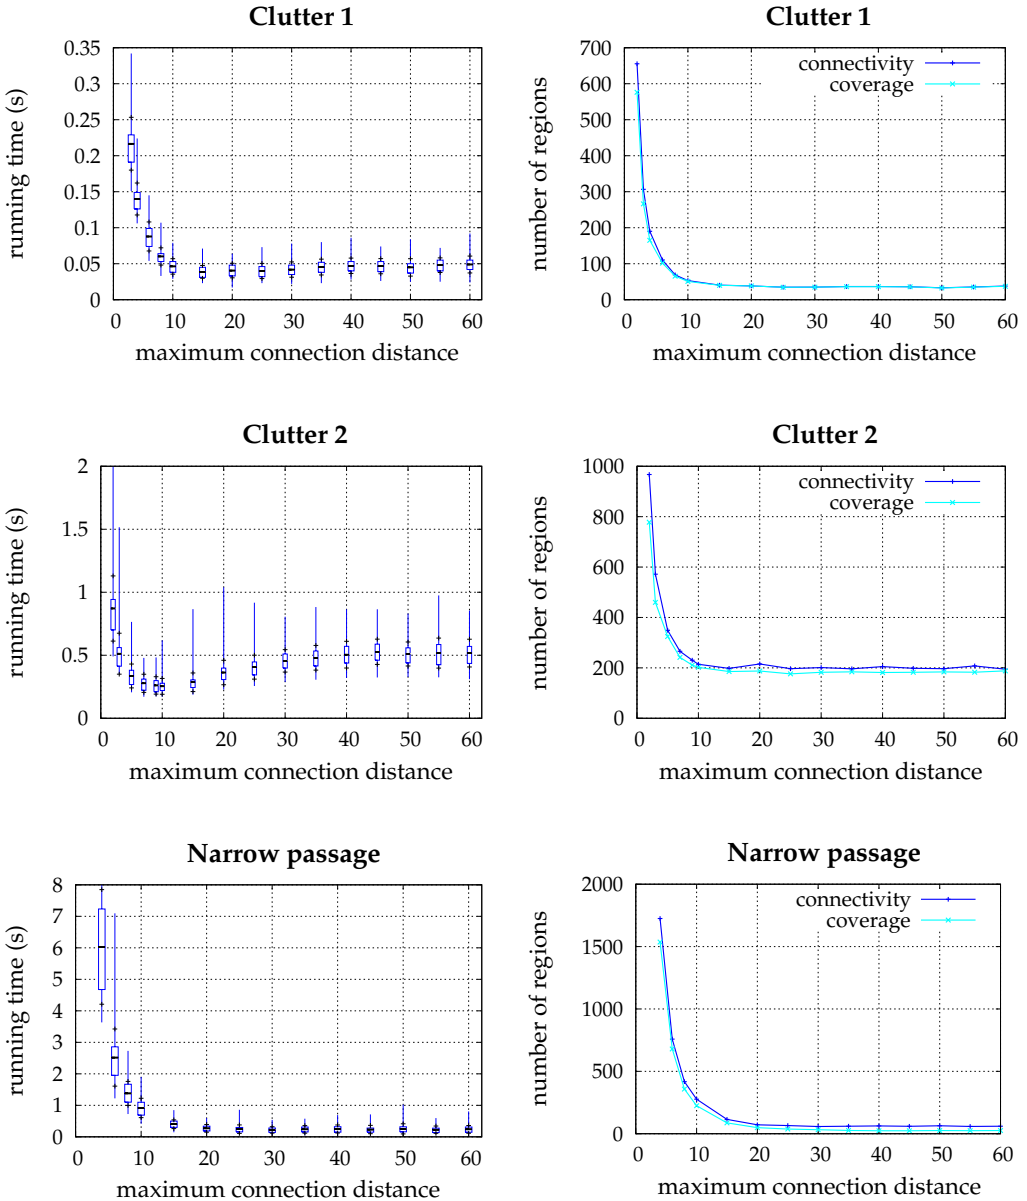 Clutter 1
running time (s)
0.35
0.3
0.25
0.2
0.15
0.1
0.05
0
0 10 20 30 40 50 60
maximum connection distance
Clutter 1
number of regions
700
600
500
400
300
200
100
0
connectivity
coverage
0 10 20 30 40 50 60
maximum connection distance
Clutter 2
running time (s)
2
1.5
1
0.5
0
0 10 20 30 40 50 60
maximum connection distance
Clutter 2
number of regions
1000
800
600
400
200
0
connectivity
coverage
0 10 20 30 40 50 60
maximum connection distance
Narrow passage
running time (s)
8
7
6
5
4
3
2
1
0
0 10 20 30 40 50 60
maximum connection distance
Narrow passage
number of regions
2000
1500
1000
500
0
connectivity
coverage
0 10 20 30 40 50 60
maximum connection distance